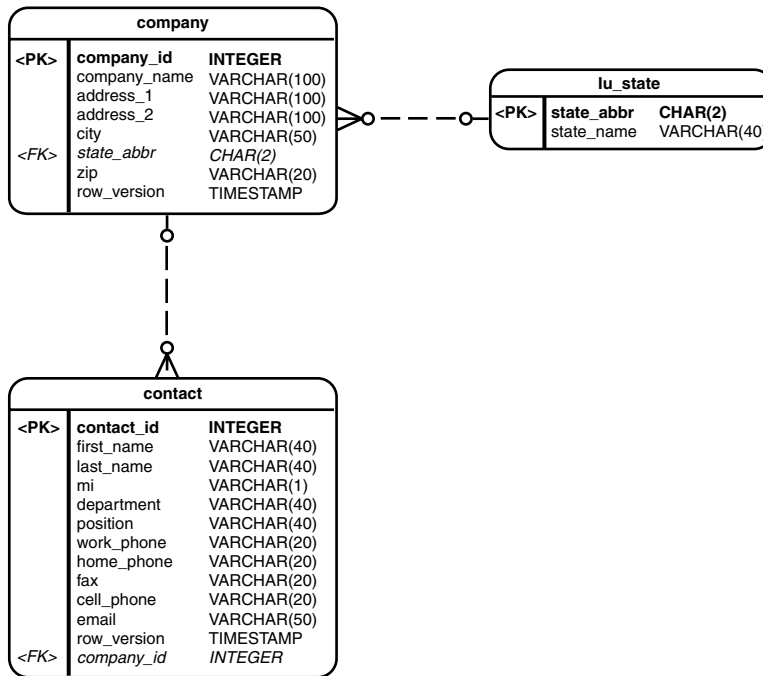 company
<PK> company_id INTEGER
company_name VARCHAR(100)
address_1 VARCHAR(100)
address_2 VARCHAR(100)
city VARCHAR(50)
<FK> state_abbr CHAR(2)
zip VARCHAR(20)
row_version TIMESTAMP
lu_state
<PK> state_abbr CHAR(2)
state_name VARCHAR(40)
contact
<PK> contact_id INTEGER
first_name VARCHAR(40)
last_name VARCHAR(40)
mi VARCHAR(1)
department VARCHAR(40)
position VARCHAR(40)
work_phone VARCHAR(20)
home_phone VARCHAR(20)
fax VARCHAR(20)
cell_phone VARCHAR(20)
email VARCHAR(50)
row_version TIMESTAMP
<FK> company_id INTEGER